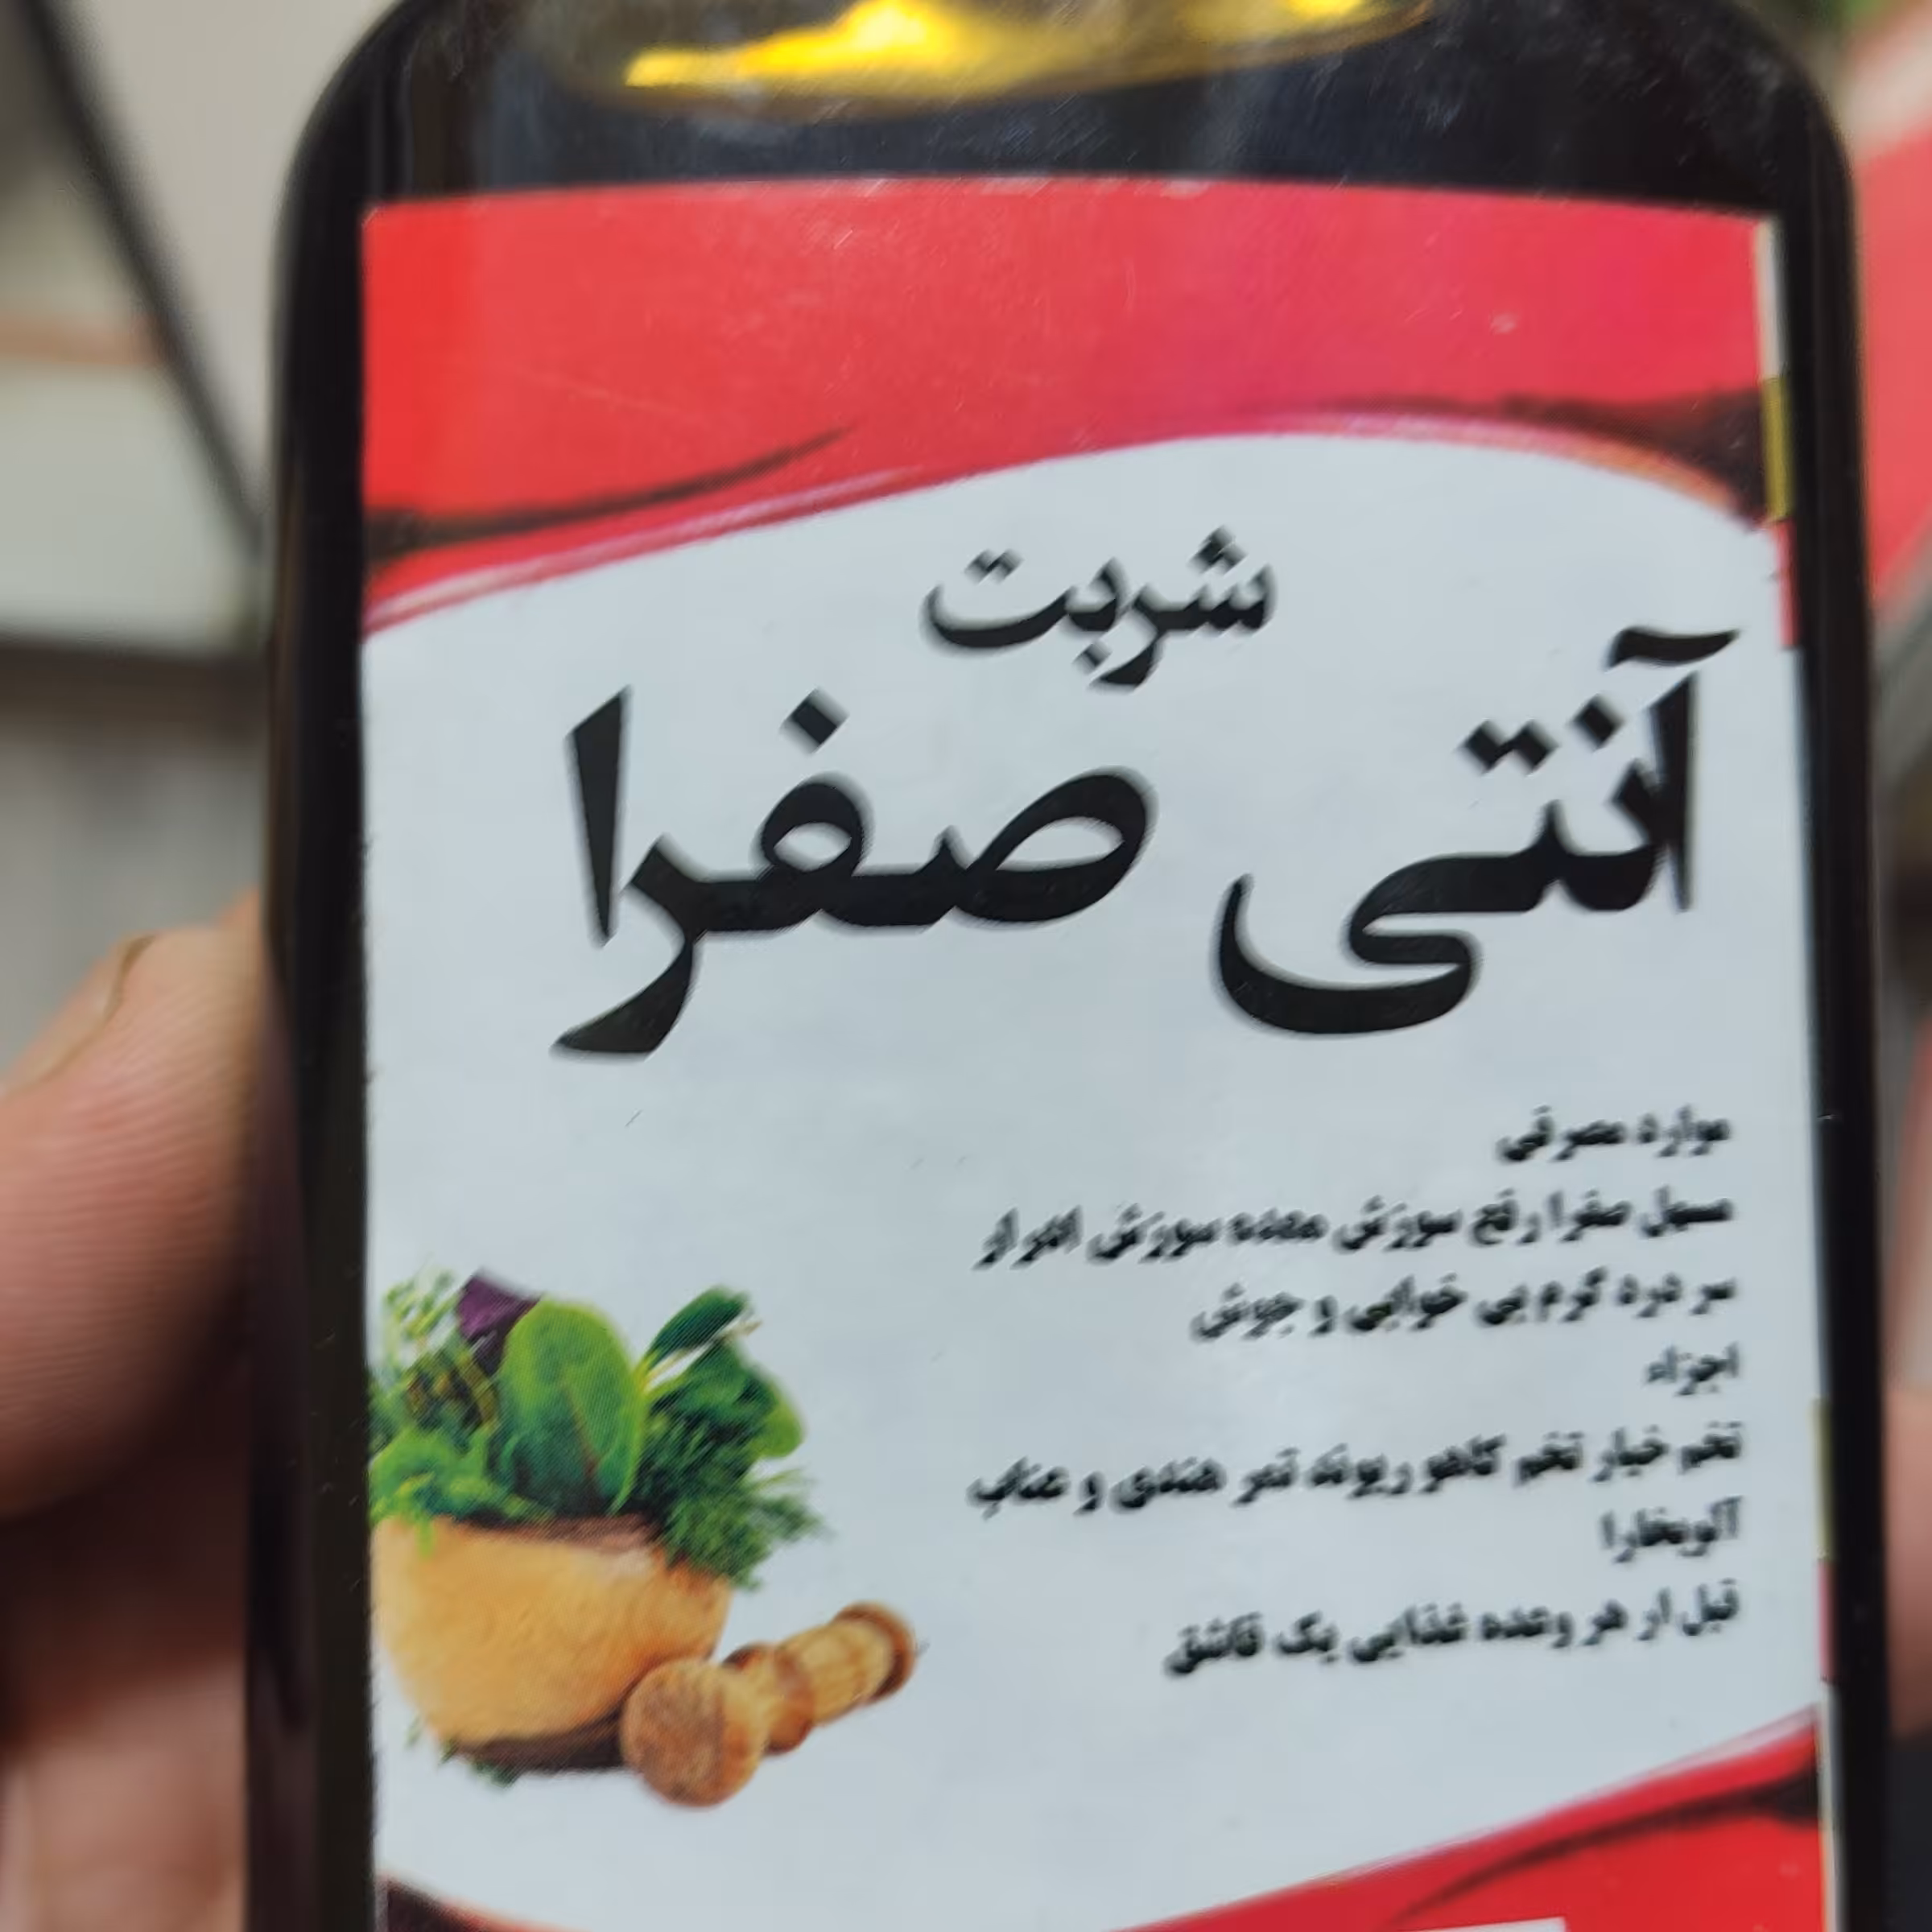 شربت
آنتی صفرا
موارد مصرفی
مسهل صفرا رفع سوزش معده سوزش ادرار
سر درد گرم بی خوابی و جوش
اجزاء
تخم خیار تخم کاهو ریوند تمر هندی و عناب
آلوبخارا
قبل از هر وعده غذایی یک قاشق